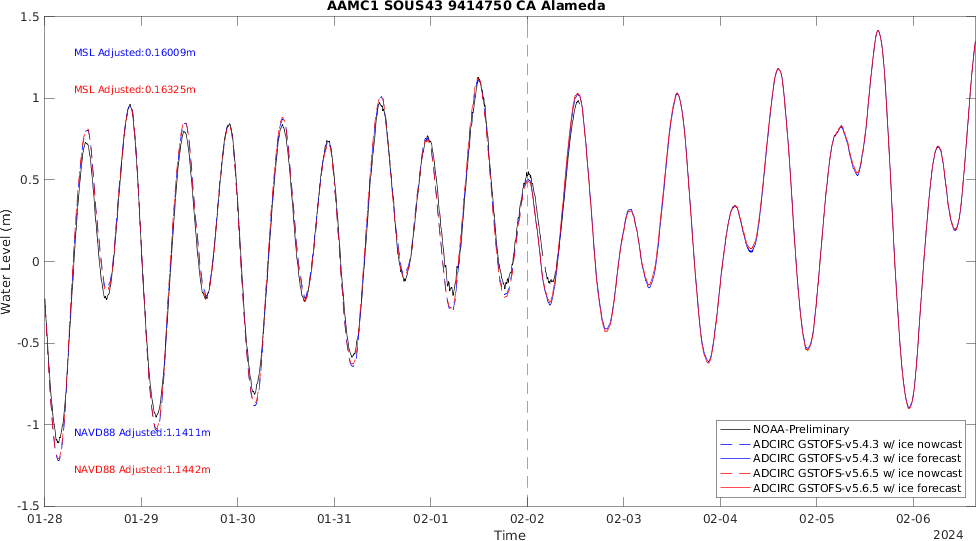 AAMC1 SOUS43 9414750 CA Alameda
1.5
MSL Adjusted:0.16009m
MSL Adjusted:0.16325m
1
0.5
Water Level (m)
0
-0.5
-1
NAVD88 Adjusted:1.1411m
NAVD88 Adjusted:1.1442m
-1.5
NOAA-Preliminary
ADCIRC GSTOFS-v5.4.3 w/ ice nowcast
ADCIRC GSTOFS-v5.4.3 w/ ice forecast
ADCIRC GSTOFS-v5.6.5 w/ ice nowcast
ADCIRC GSTOFS-v5.6.5 w/ ice forecast
01-28 01-29 01-30 01-31 02-01 02-02 02-03 02-04 02-05 02-06
Time
2024